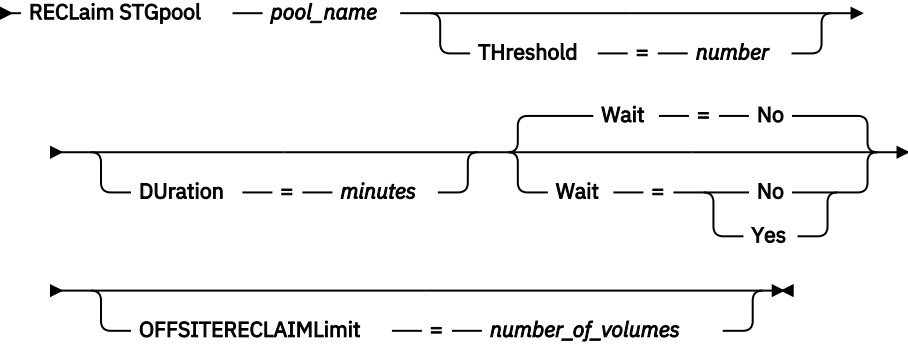 RECLaim STGpool — pool_name
THreshold — = — number
Wait — = — No
DUration — = — minutes
Wait — = — No
Yes
OFFSITERECLAIMLimit — = — number_of_volumes